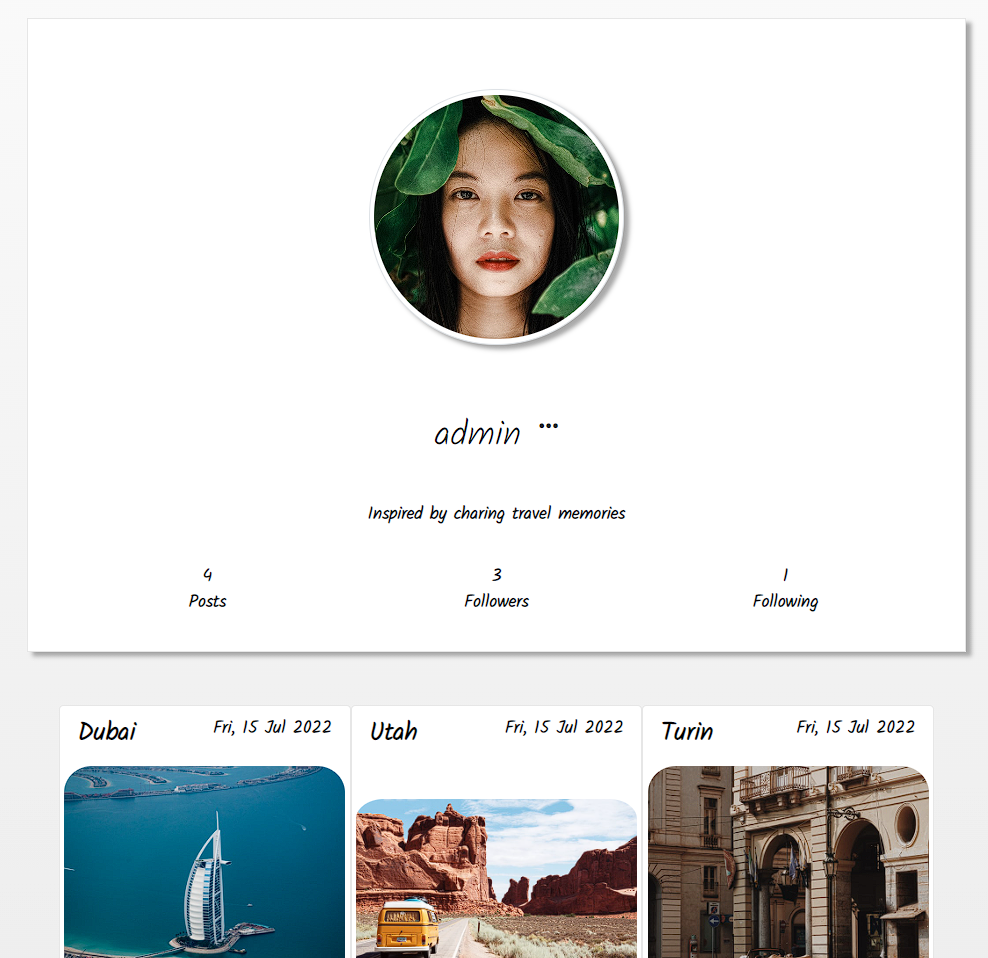 admin ...
Inspired by charing travel memories
4
Posts
3
Followers
1
Following
Dubai
Fri, 15 Jul 2022
Utah
Fri, 15 Jul 2022
Turin
Fri, 15 Jul 2022